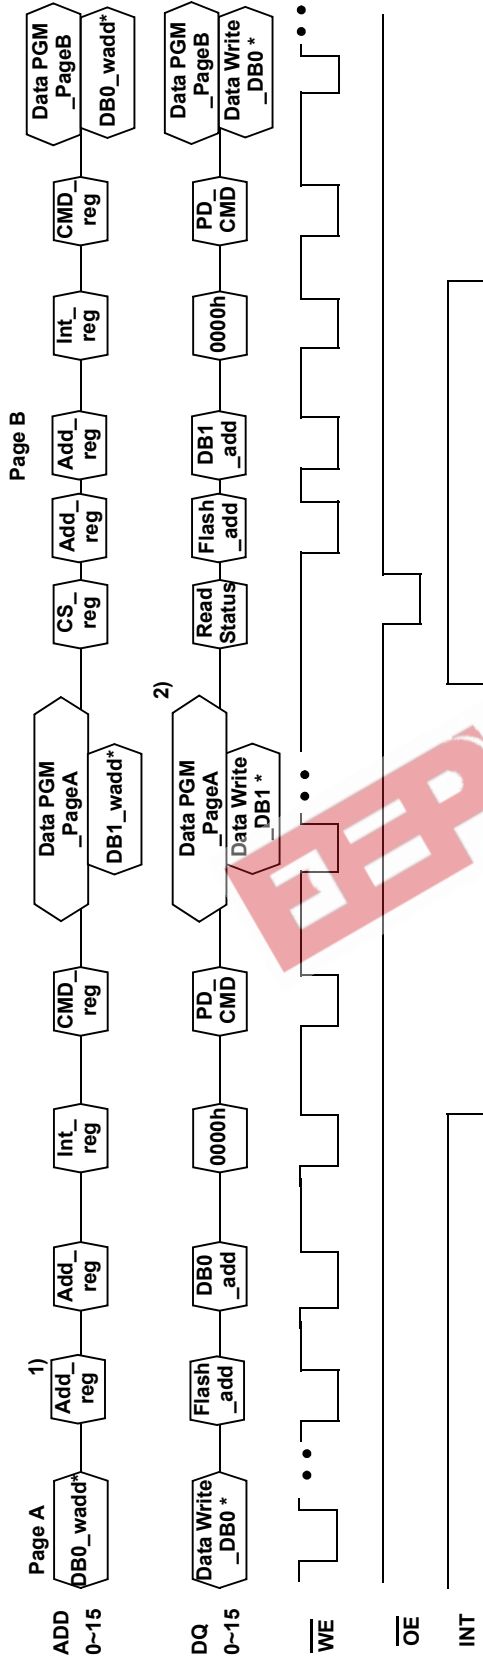 Page A
Page B
ADD
0~15
DB0_wadd*
1)
Add_
reg
Add_
reg
Int_
reg
CMD_
reg
Data PGM
_PageA
DB1_wadd*
CS_
reg
Add_
reg
Add_
reg
Int_
reg
CMD_
reg
Data PGM
_PageB
DB0_wadd*
DQ
0~15
Data Write
_DB0 *
Flash
_add
DB0
_add
0000h
PD_
CMD
2)
Data PGM
_PageA
Data Write
_DB1 *
Read
Status
Flash
_add
DB1
_add
0000h
PD_
CMD
Data PGM
_PageB
Data Write
_DB0 *
WE
OE
INT
EEP